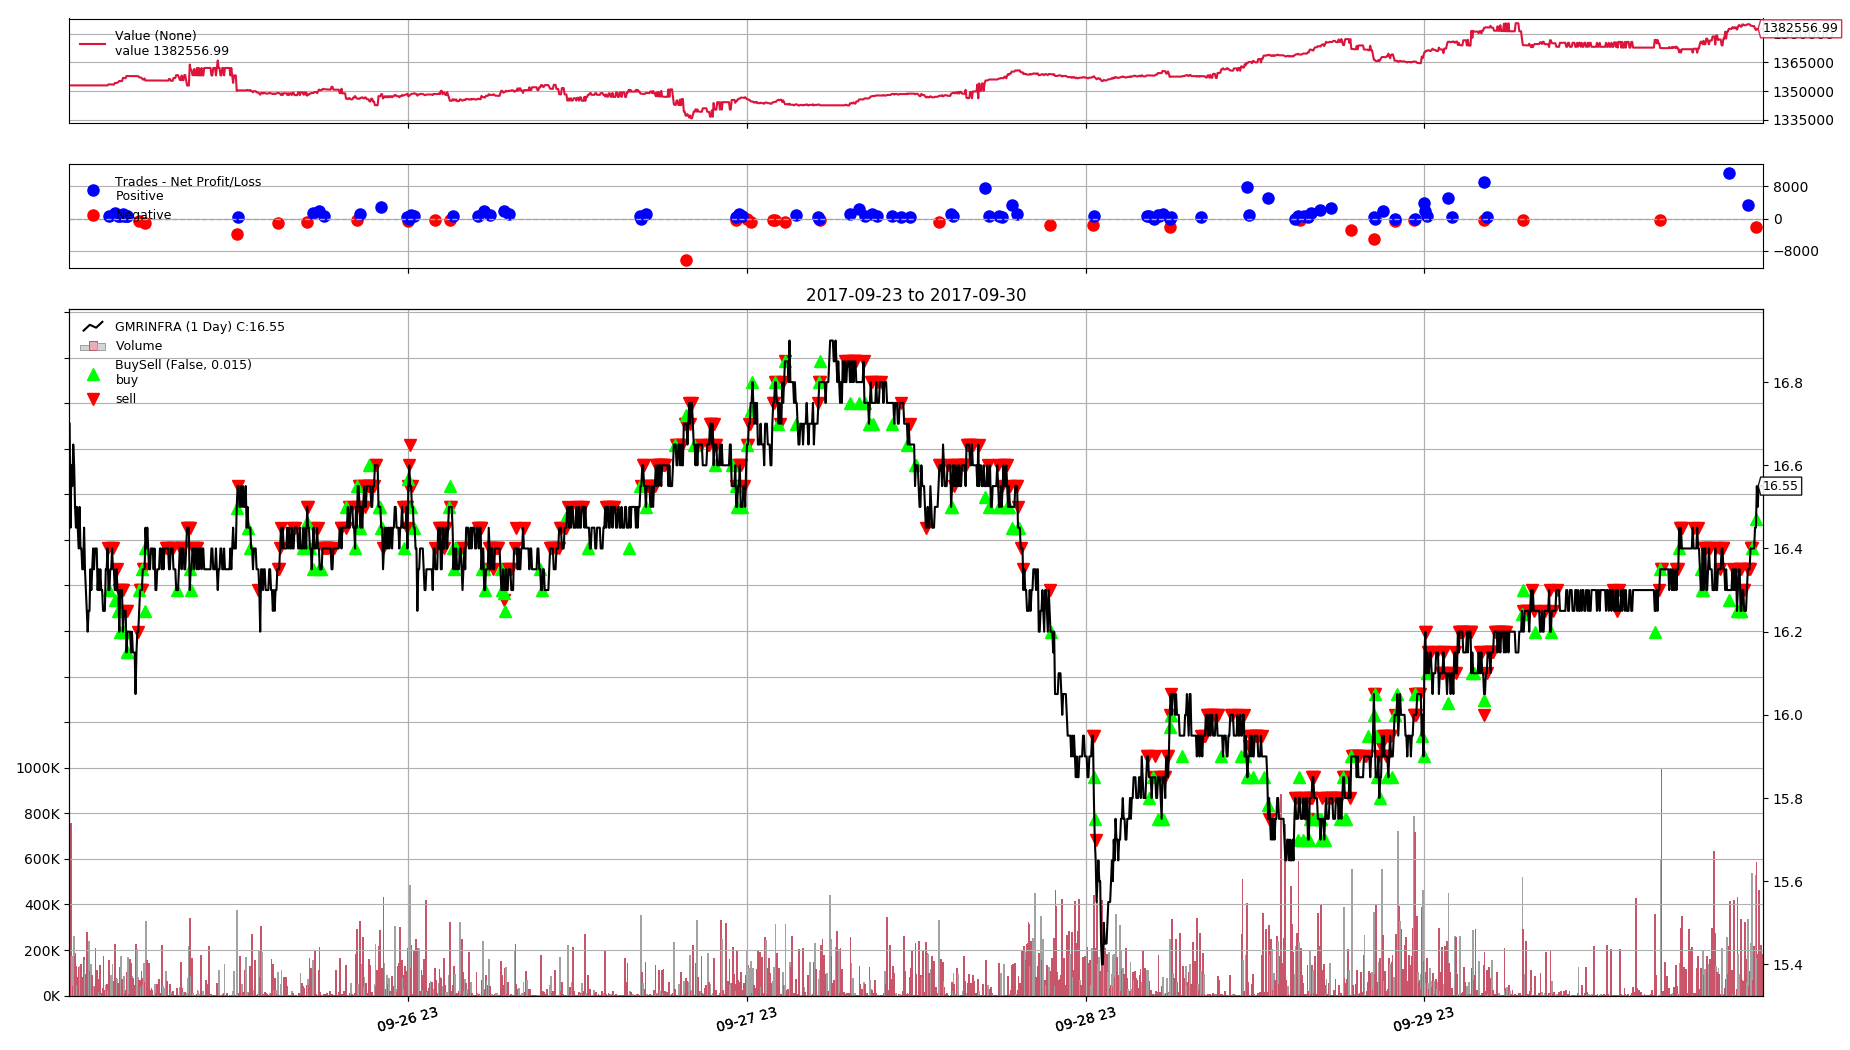 Value (None)
value 1382556.99
1382556.99
1365000
1350000
1335000
Trades - Net Profit/Loss
Positive
Negative
8000
0
−8000
2017-09-23 to 2017-09-30
GMRINFRA (1 Day) C:16.55
Volume
BuySell (False, 0.015)
buy
sell
16.8
16.6
16.55
16.4
16.2
16.0
15.8
15.6
15.4
1000K
800K
600K
400K
200K
0K
09-26 23
09-27 23
09-28 23
09-29 23